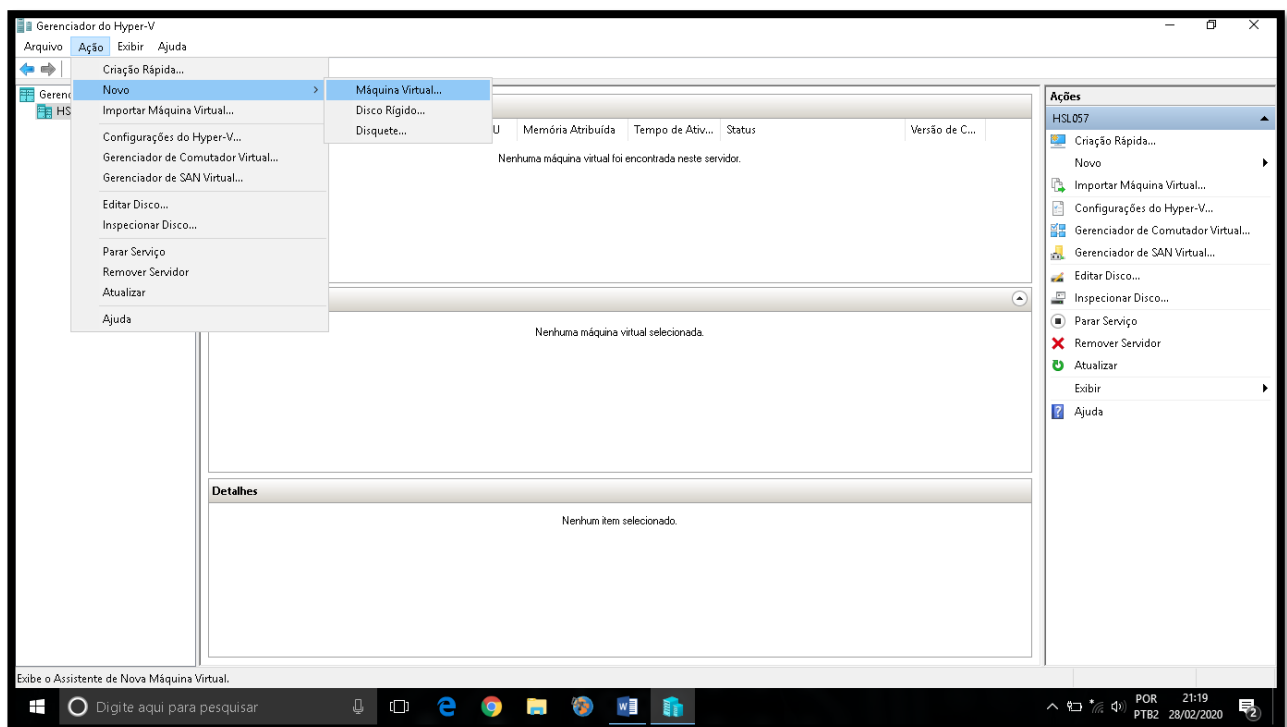 Gerenciador do Hyper-V
Arquivo Ação Exibir Ajuda
Criação Rápida...
Novo
Importar Máquina Virtual...
Configurações do Hyper-V...
Gerenciador de Comutador Virtual...
Gerenciador de SAN Virtual...
Editar Disco...
Inspecionar Disco...
Parar Serviço
Remover Servidor
Atualizar
Ajuda
Máquina Virtual...
Disco Rígido...
Disquete...
Memória Atribuída Tempo de Ativ... Status Versão de C...
Nenhuma máquina virtual foi encontrada neste servidor.
Nenhuma máquina virtual selecionada.
Detalhes
Nenhum item selecionado.
Ações
HSL057
Criação Rápida...
Novo
Importar Máquina Virtual...
Configurações do Hyper-V...
Gerenciador de Comutador Virtual...
Gerenciador de SAN Virtual...
Editar Disco...
Inspecionar Disco...
Parar Serviço
Remover Servidor
Atualizar
Exibir
Ajuda
Exibe o Assistente de Nova Máquina Virtual.
Digite aqui para pesquisar
POR 21:19
PTB2 28/02/2020
2